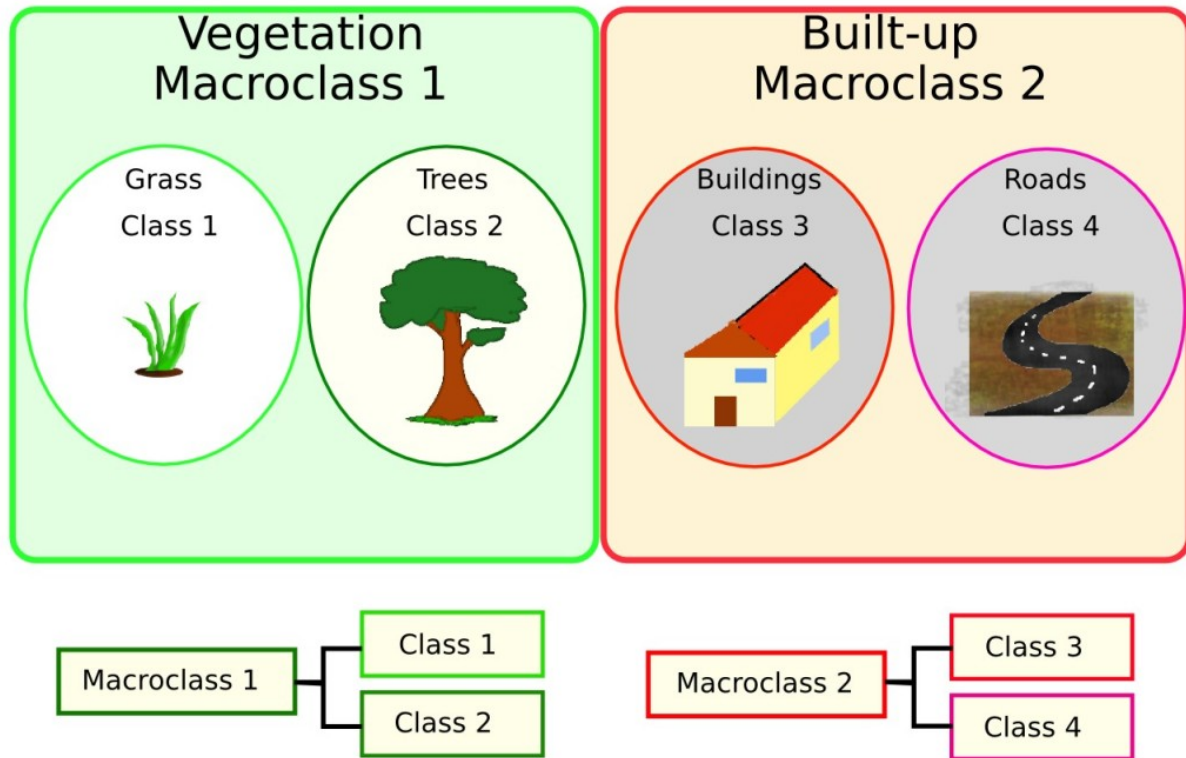 Vegetation
Macroclass 1
Grass
Class 1
Trees
Class 2
Built-up
Macroclass 2
Buildings
Class 3
Roads
Class 4
Macroclass 1
Class 1
Class 2
Macroclass 2
Class 3
Class 4